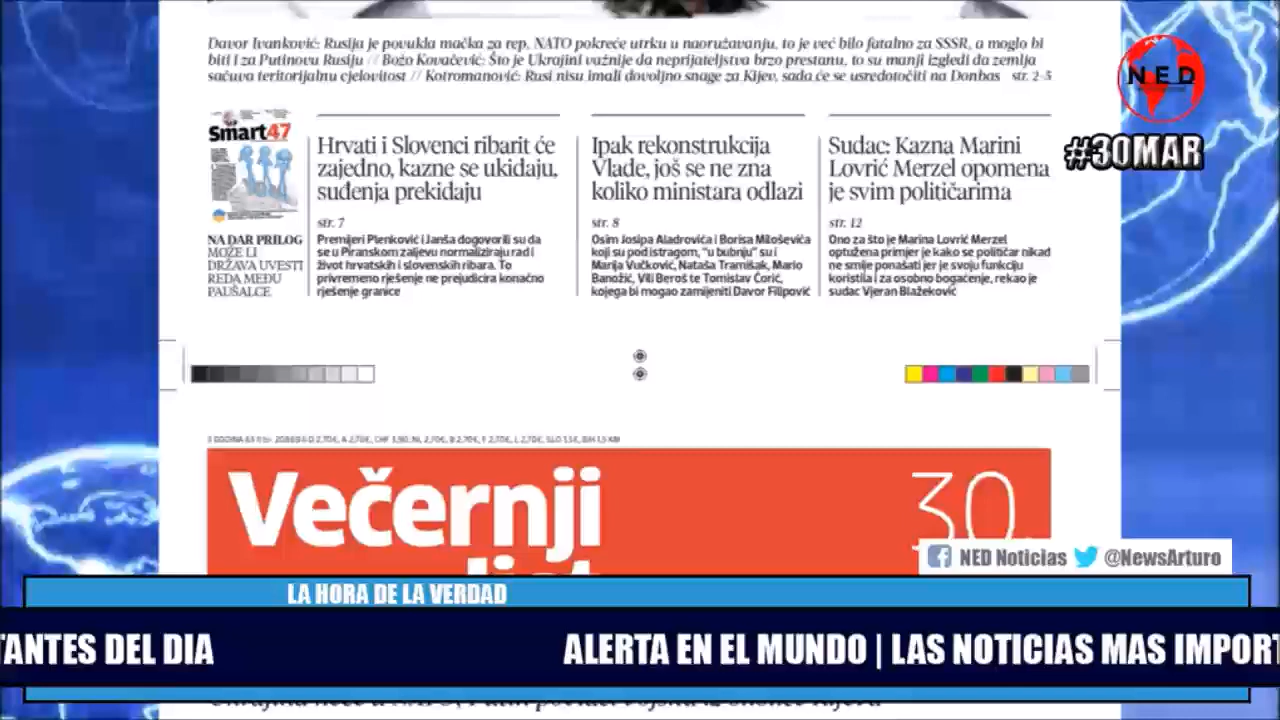 Davor Ivanković: Rusija je povukla mačka za rep, NATO pokreće utrku u naoružavanju, to je već bilo fatalno za SSSR, a moglo bi
biti i za Putinovu Rusiju // Božo Kovačević: Što je Ukrajini važnije da neprijateljstva brzo prestanu, to su manji izgledi da zemlja
sačuva teritorijalnu cjelovitost // Kotromanović: Rusi nisu imali dovoljno snage za Kijev, sada će se usredotočiti na Donbas str. 2-5
NED
#30MAR
Smart47
NA DAR PRILOG
MOŽE LI
DRŽAVA UVESTI
REDA MEĐU
PAUŠALCE
Hrvati i Slovenci ribarit će
zajedno, kazne se ukidaju,
suđenja prekidaju
str. 7
Premijeri Plenković i Janša dogovorili su da
se u Piranskom zaljevu normaliziraju rad i
život hrvatskih i slovenskih ribara. To
privremeno rješenje ne prejudicira konačno
rješenje granice
Ipak rekonstrukcija
Vlade, još se ne zna
koliko ministara odlazi
str. 8
Osim Josipa Aladrovića i Borisa Miloševića
koji su pod istragom, "u bubnju" su i
Marija Vučković, Nataša Tramišak, Mario
Banožić, Vili Beroš te Tomislav Ćorić,
kojega bi mogao zamijeniti Davor Filipović
Sudac: Kazna Marini
Lovrić Merzel opomena
je svim političarima
str. 12
Ono za što je Marina Lovrić Merzel
optužena primjer je kako se političar nikad
ne smije ponašati jer je svoju funkciju
koristila i za osobno bogaćenje, rekao je
sudac Vjeran Blažeković
Večernji
30.
NED Noticias @NewsArturo
LA HORA DE LA VERDAD
TANTES DEL DIA
ALERTA EN EL MUNDO | LAS NOTICIAS MAS IMPORT